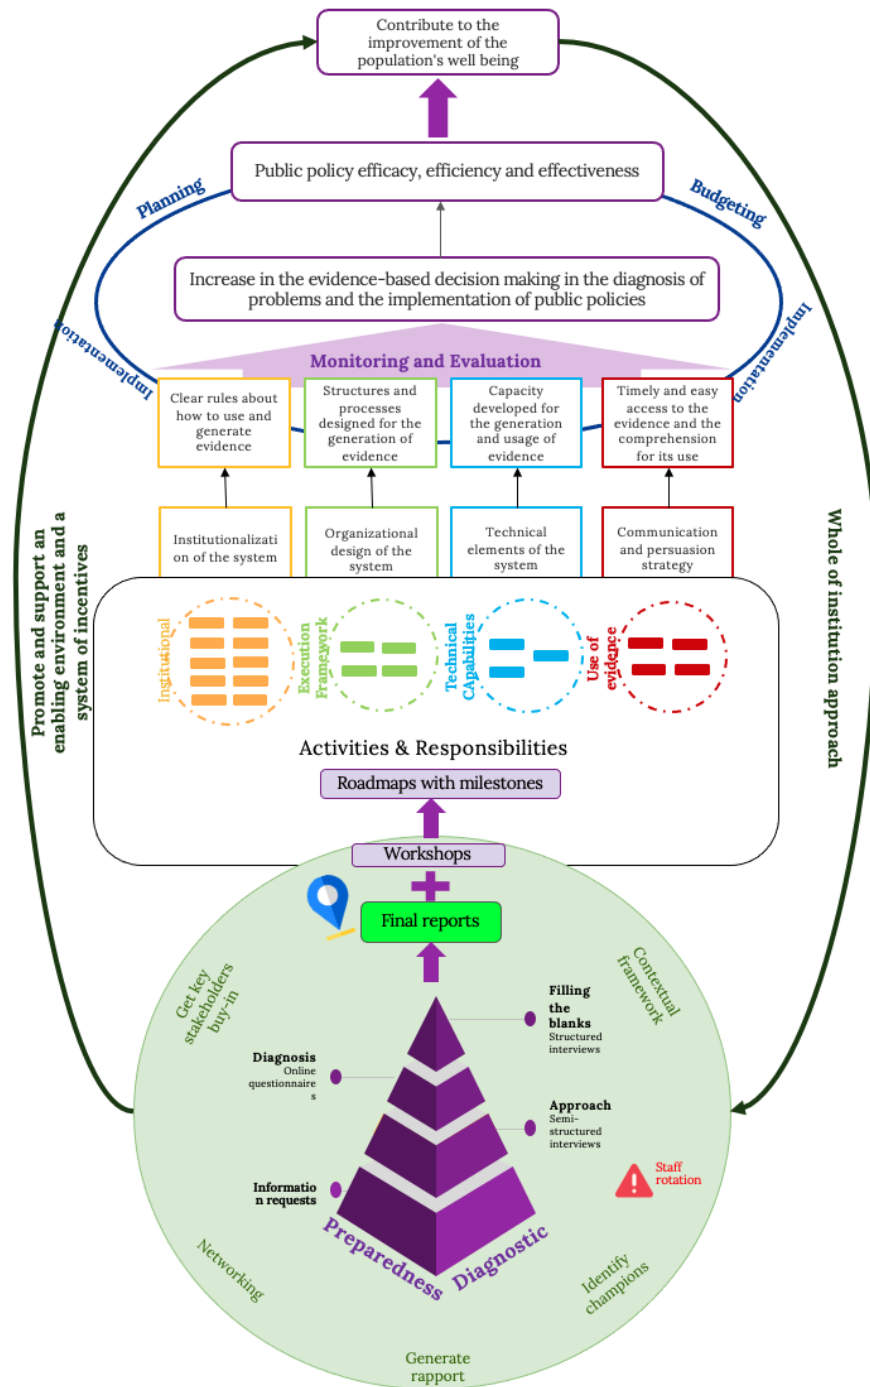 Contribute to the
improvement of the
population's well being
Public policy efficacy, efficiency and effectiveness
Planning
Budgeting
Increase in the evidence-based decision making in the diagnosis of
problems and the implementation of public policies
Implementation
Implementation
Monitoring and Evaluation
Clear rules about
how to use and
generate
evidence
Structures and
processes
designed for the
generation of
evidence
Capacity
developed for
the generation
and usage of
evidence
Timely and easy
access to the
evidence and the
comprehension
for its use
Institutionalizati
on of the system
Organizational
design of the
system
Technical
elements of the
system
Communication
and persuasion
strategy
Promote and support an
enabling environment and a
system of incentives
Whole of institution approach
Institutional
Execution
Framework
Technical
CApabilities
Use of
evidence
Activities & Responsibilities
Roadmaps with milestones
Workshops
Final reports
Get key
stakeholders
buy-in
Contextual
framework
Filling
the
blanks
Structured
interviews
Diagnosis
Online
questionnaire
s
Approach
Semi-
structured
interviews
Informatio
n requests
Staff
rotation
Preparedness
Diagnostic
Networking
Identify
champions
Generate
rapport